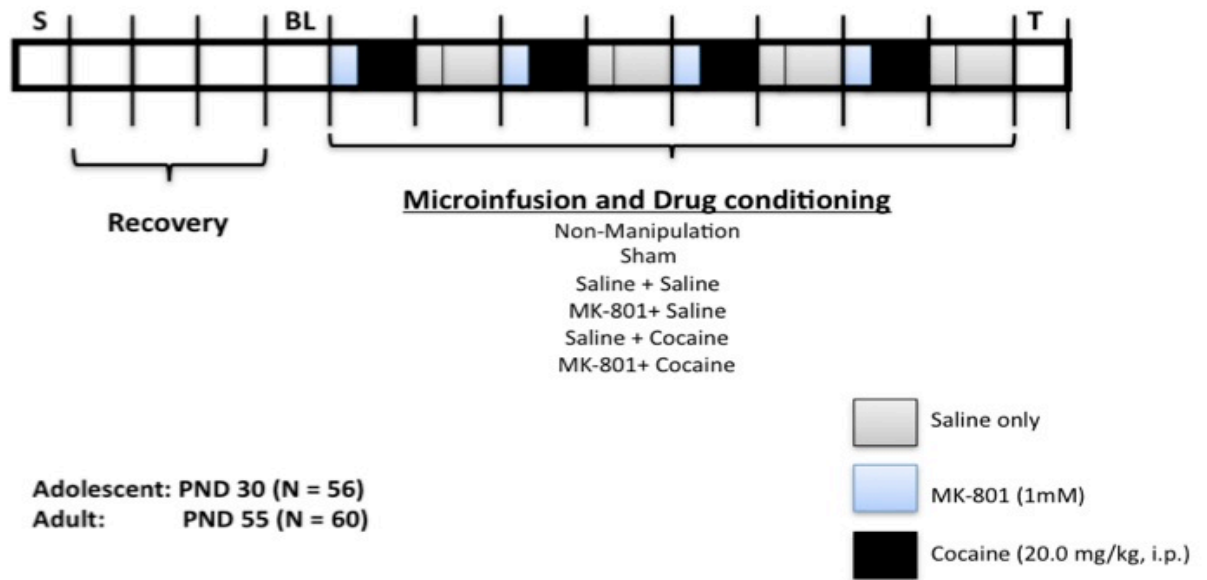 S BL T
Recovery
Microinfusion and Drug conditioning
Non-Manipulation
Sham
Saline + Saline
MK-801+ Saline
Saline + Cocaine
MK-801+ Cocaine
Saline only
MK-801 (1mM)
Cocaine (20.0 mg/kg, i.p.)
Adolescent: PND 30 (N = 56)
Adult: PND 55 (N = 60)